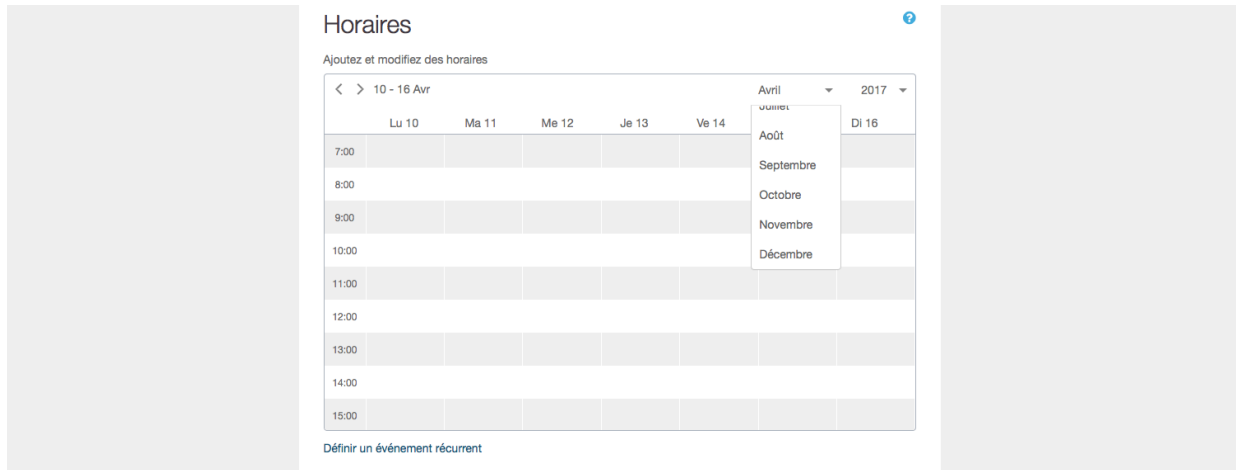 Horaires
?
Ajoutez et modifiez des horaires
10 - 16 Avr Avril 2017
Juillet
Lu 10 Ma 11 Me 12 Je 13 Ve 14 Di 16
Août
7:00
Septembre
8:00
Octobre
9:00
Novembre
10:00
Décembre
11:00
12:00
13:00
14:00
15:00
Définir un événement récurrent